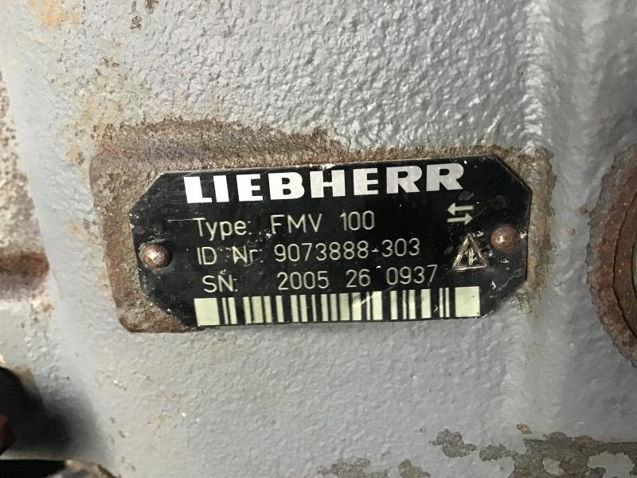 LIEBHERR
Type: FMV 100
ID Nr 9073888-303
SN: 2005 26 0937